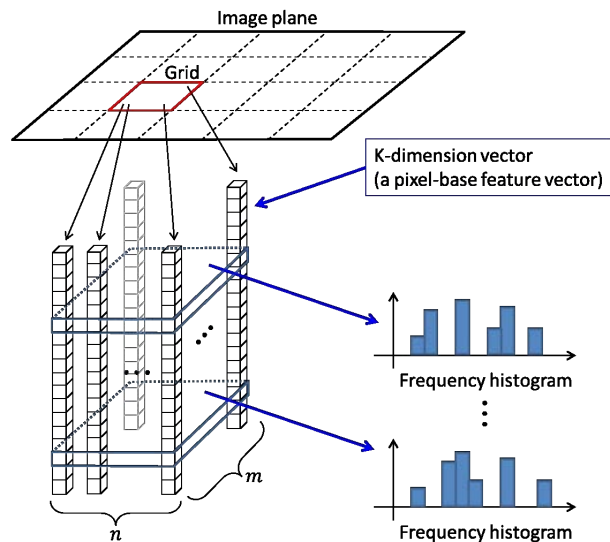 Image plane
Grid
K-dimension vector
(a pixel-base feature vector)
Frequency histogram
m
n
Frequency histogram